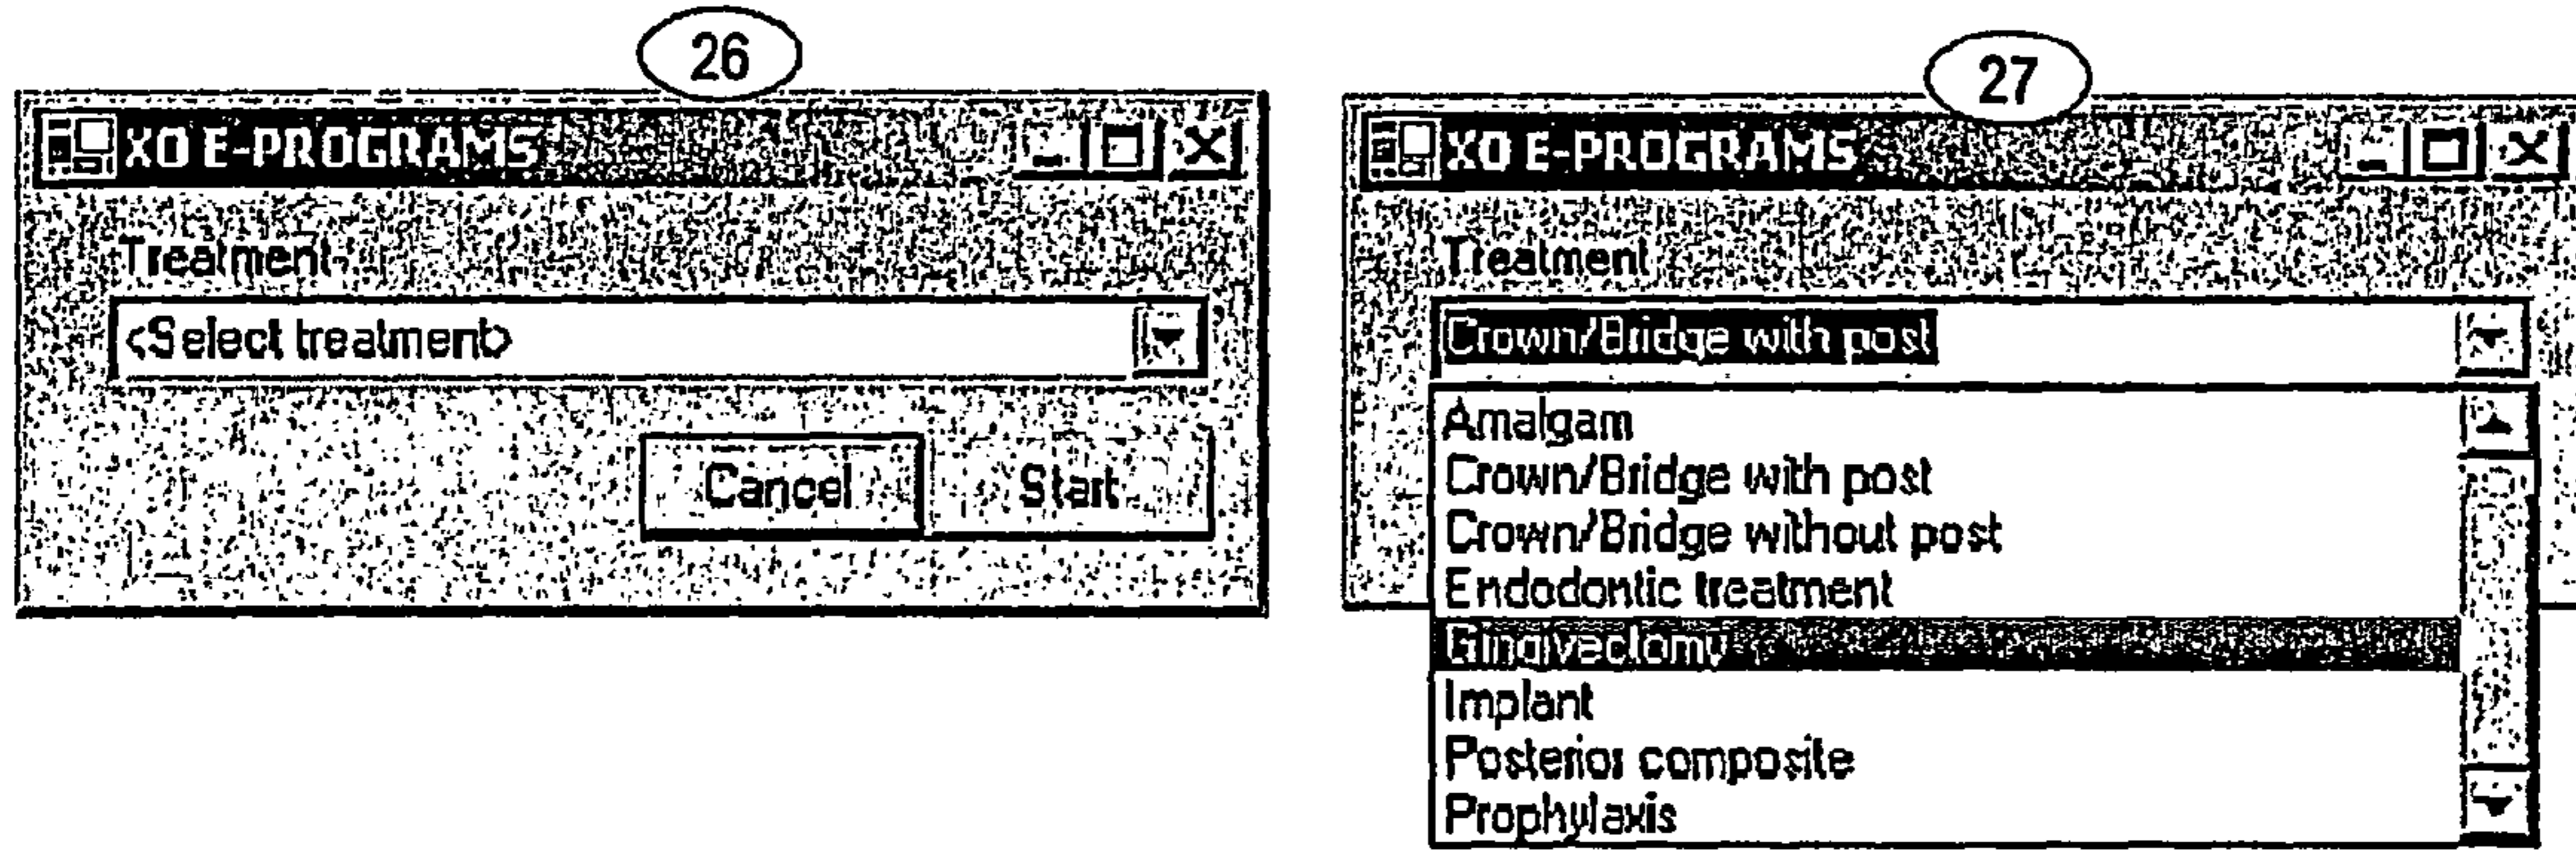 26
XO E-PROGRAMS
Treatment
<Select treatment>
Cancel Start
27
XO E-PROGRAMS
Treatment
Crown/Bridge with post
Amalgam
Crown/Bridge with post
Crown/Bridge without post
Endodontic treatment
Gingivectomy
Implant
Posterior composite
Prophylaxis